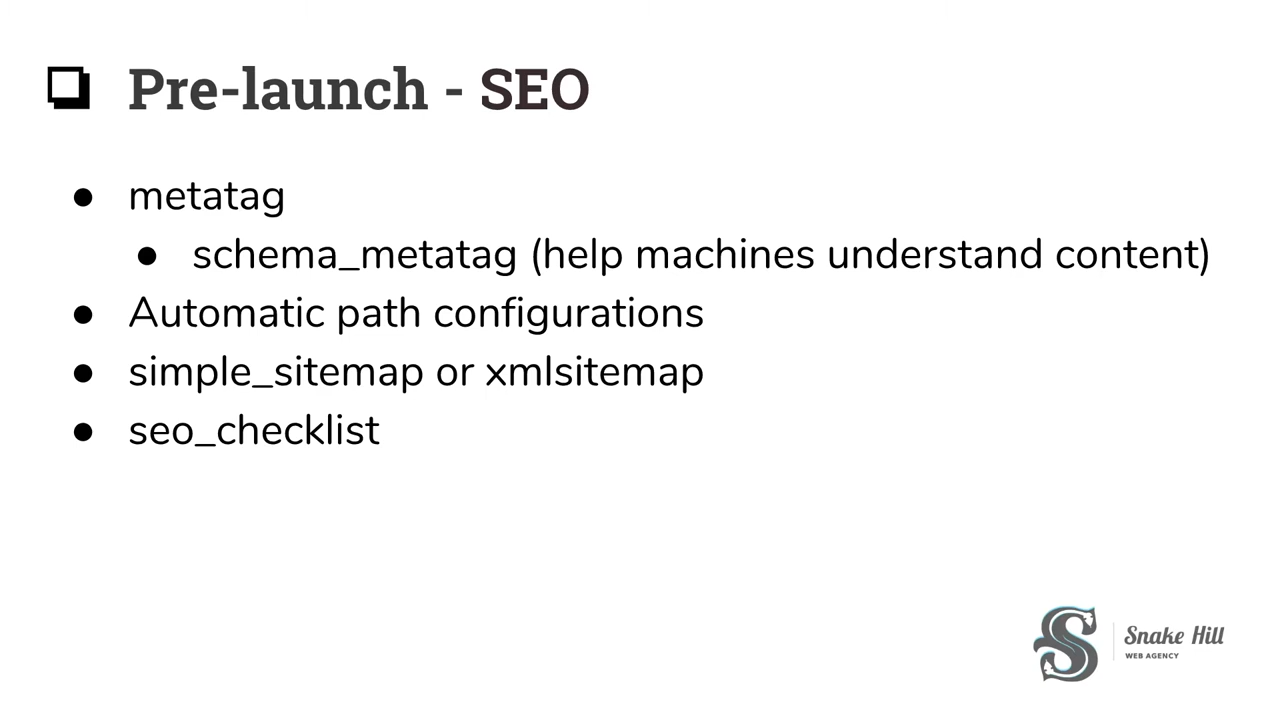 ❏ Pre-launch - SEO
● metatag
● schema_metatag (help machines understand content)
● Automatic path configurations
● simple_sitemap or xmlsitemap
● seo_checklist
S
Snake Hill
WEB AGENCY